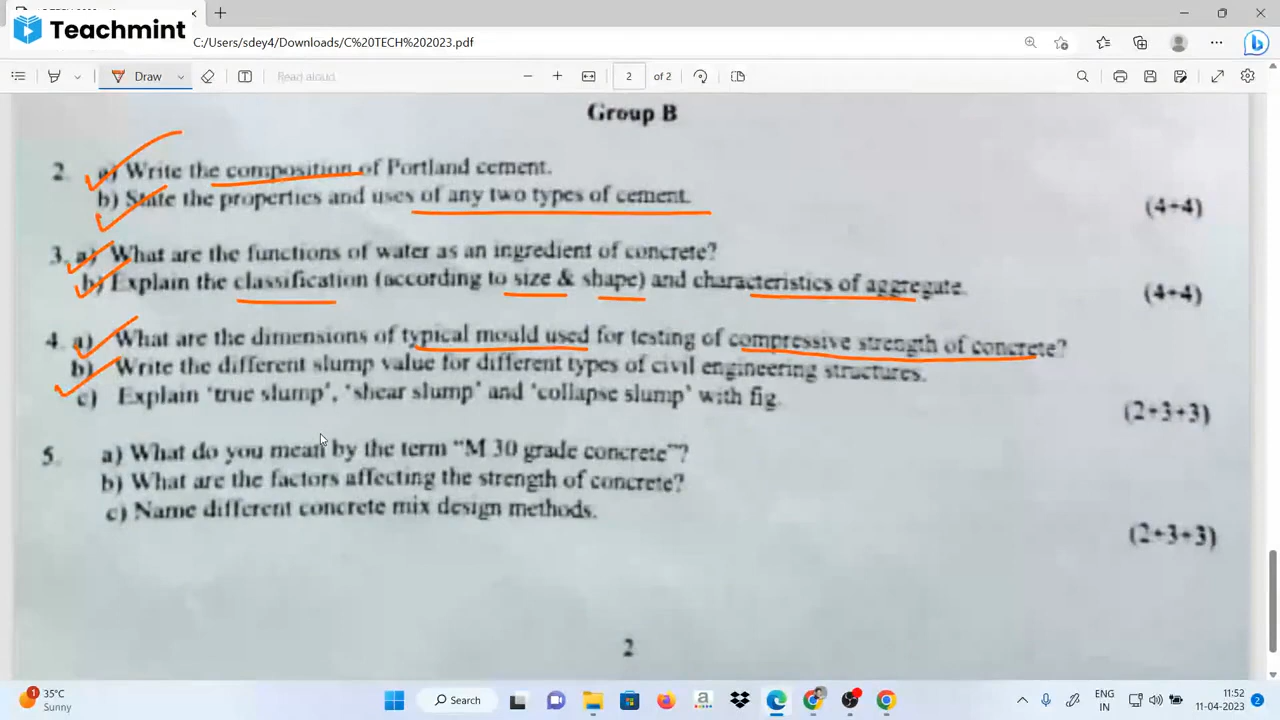 Teachmint
C:/Users/sdey4/Downloads/C%20TECH%202023.pdf
Draw
Read aloud
2 of 2
Group B
2. a) Write the composition of Portland cement.
b) State the properties and uses of any two types of cement. (4+4)
3. a) What are the functions of water as an ingredient of concrete?
b) Explain the classification (according to size & shape) and characteristics of aggregate. (4+4)
4. a) What are the dimensions of typical mould used for testing of compressive strength of concrete?
b) Write the different slump value for different types of civil engineering structures.
c) Explain 'true slump', 'shear slump' and 'collapse slump' with fig. (2+3+3)
5. a) What do you mean by the term "M 30 grade concrete"?
b) What are the factors affecting the strength of concrete?
c) Name different concrete mix design methods. (2+3+3)
2
1
35°C
Sunny
Search
a
ENG
IN
11:52
11-04-2023
2